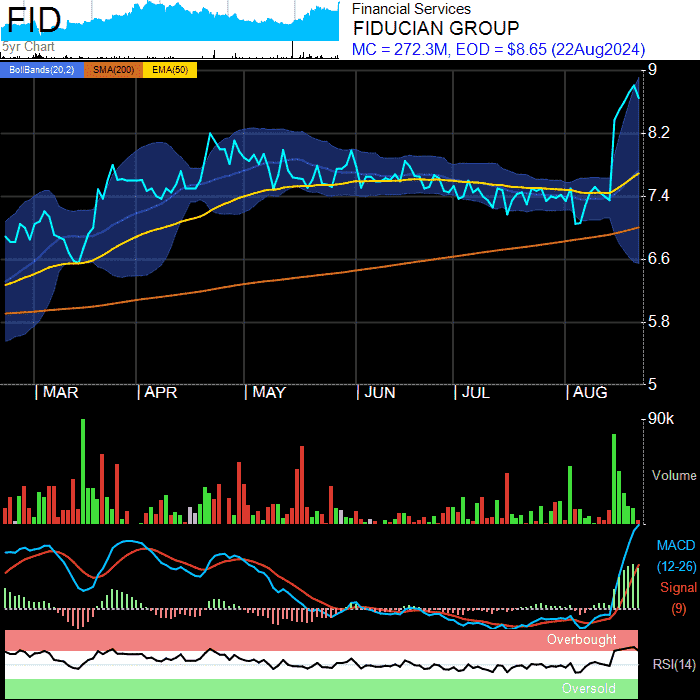 FID
5yr Chart
Financial Services
FIDUCIAN GROUP
MC = 272.3M, EOD = $8.65 (22Aug2024)
BollBands(20,2) SMA(200) EMA(50)
9
8.2
7.4
6.6
5.8
5
MAR APR MAY JUN JUL AUG
90k
Volume
MACD
(12-26)
Signal
(9)
Overbought
RSI(14)
Oversold